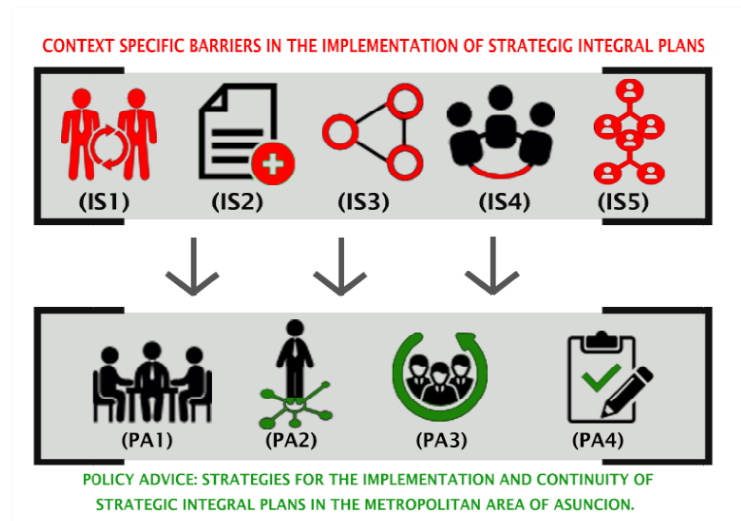 CONTEXT SPECIFIC BARRIERS IN THE IMPLEMENTATION OF STRATEGIG INTEGRAL PLANS
(IS1) (IS2) (IS3) (IS4) (IS5)
(PA1) (PA2) (PA3) (PA4)
POLICY ADVICE: STRATEGIES FOR THE IMPLEMENTATION AND CONTINUITY OF
STRATEGIC INTEGRAL PLANS IN THE METROPOLITAN AREA OF ASUNCION.